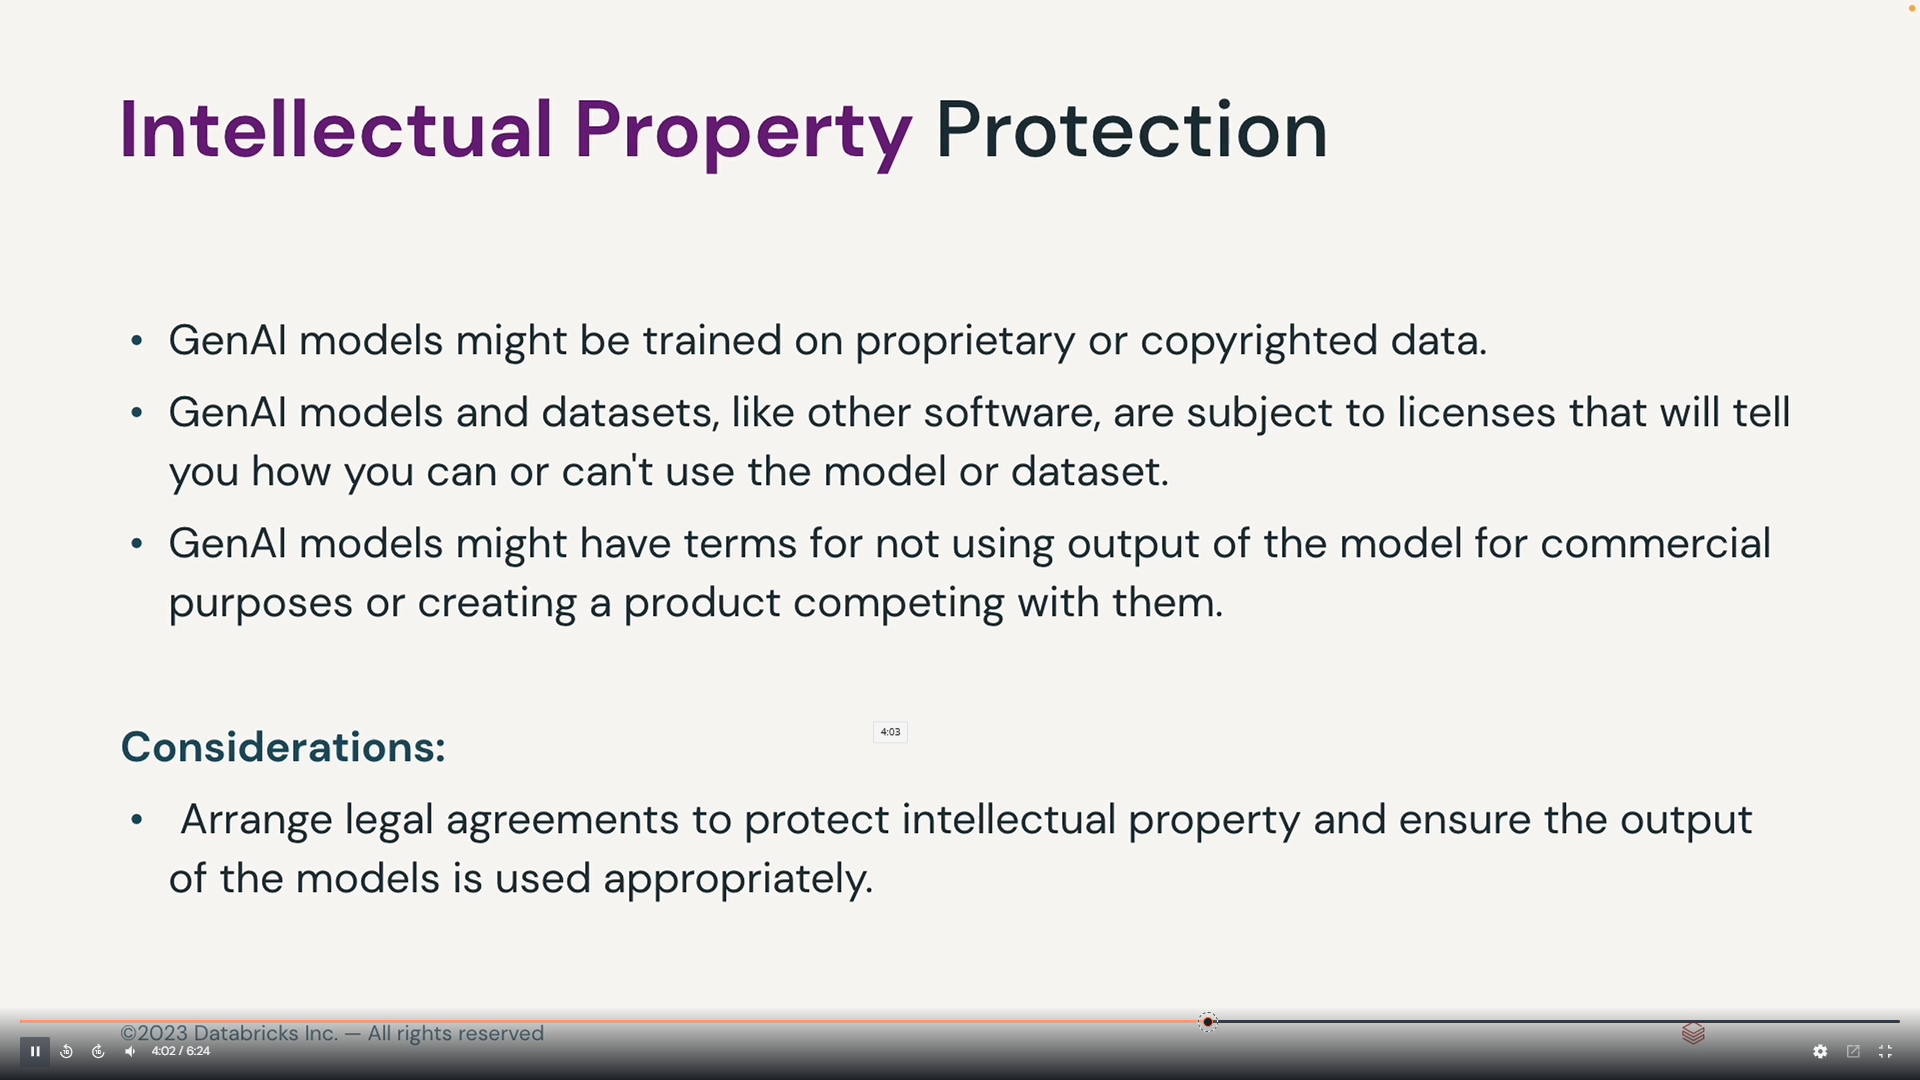 Intellectual Property Protection
• GenAI models might be trained on proprietary or copyrighted data.
• GenAI models and datasets, like other software, are subject to licenses that will tell
you how you can or can't use the model or dataset.
• GenAI models might have terms for not using output of the model for commercial
purposes or creating a product competing with them.
4:03
Considerations:
• Arrange legal agreements to protect intellectual property and ensure the output
of the models is used appropriately.
©2023 Databricks Inc. — All rights reserved
4:02 / 6:24